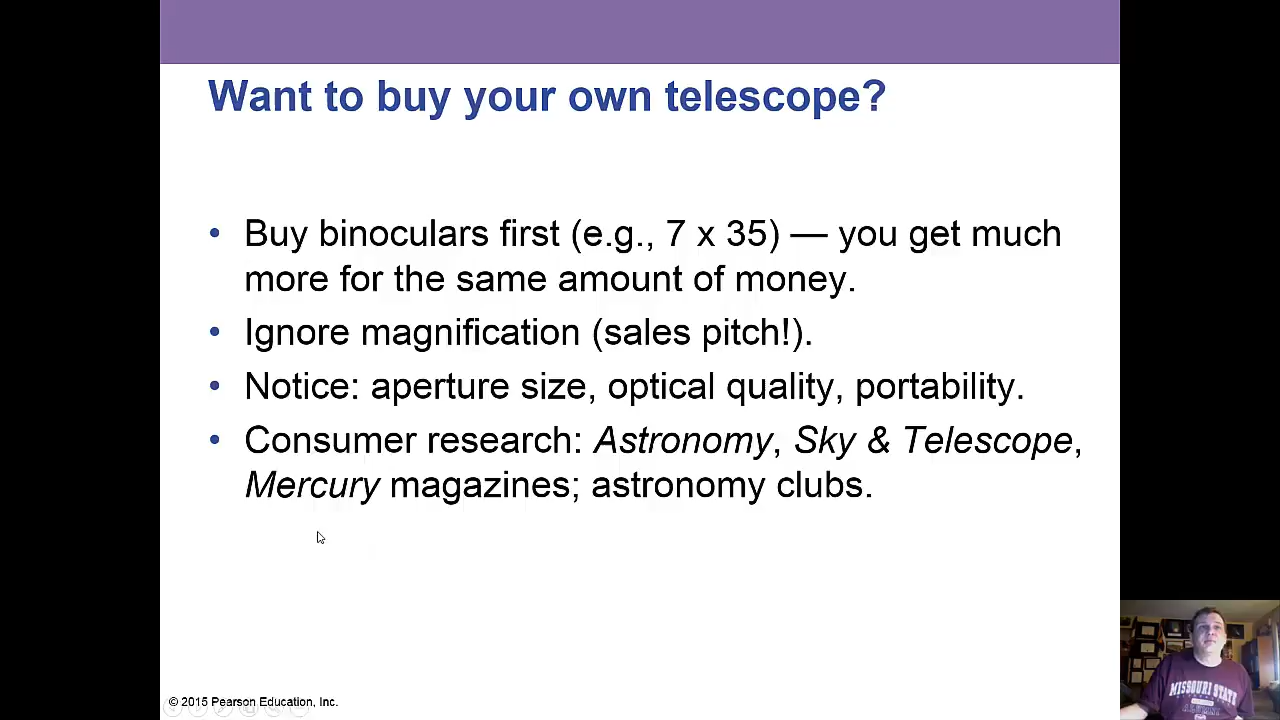 Want to buy your own telescope?
• Buy binoculars first (e.g., 7 x 35) — you get much
more for the same amount of money.
• Ignore magnification (sales pitch!).
• Notice: aperture size, optical quality, portability.
• Consumer research: Astronomy, Sky & Telescope,
Mercury magazines; astronomy clubs.
© 2015 Pearson Education, Inc.
MISSOURI STATE